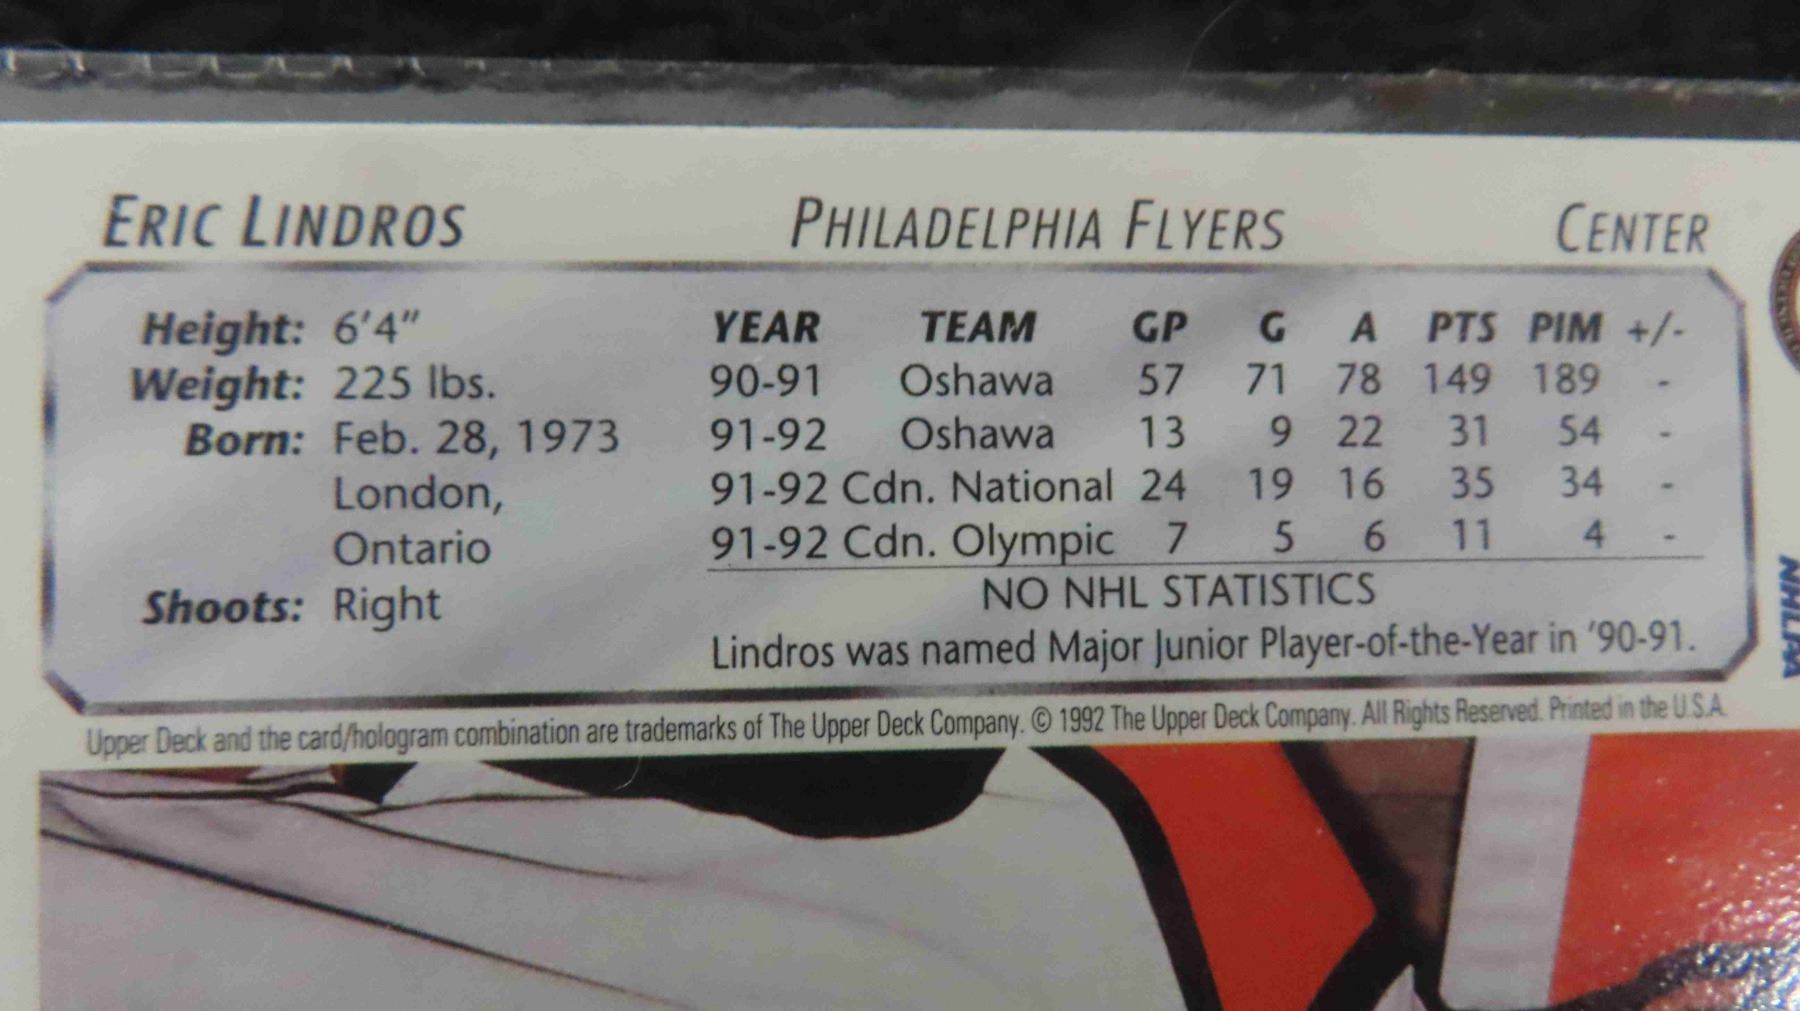 ERIC LINDROS PHILADELPHIA FLYERS CENTER
Height: 6'4"
Weight: 225 lbs.
Born: Feb. 28, 1973
London,
Ontario
Shoots: Right
YEAR TEAM GP G A PTS PIM +/-
90-91 Oshawa 57 71 78 149 189 -
91-92 Oshawa 13 9 22 31 54 -
91-92 Cdn. National 24 19 16 35 34 -
91-92 Cdn. Olympic 7 5 6 11 4 -
NO NHL STATISTICS
Lindros was named Major Junior Player-of-the-Year in '90-91.
Upper Deck and the card/hologram combination are trademarks of The Upper Deck Company. © 1992 The Upper Deck Company. All Rights Reserved. Printed in the U.S.A.
NHLPA